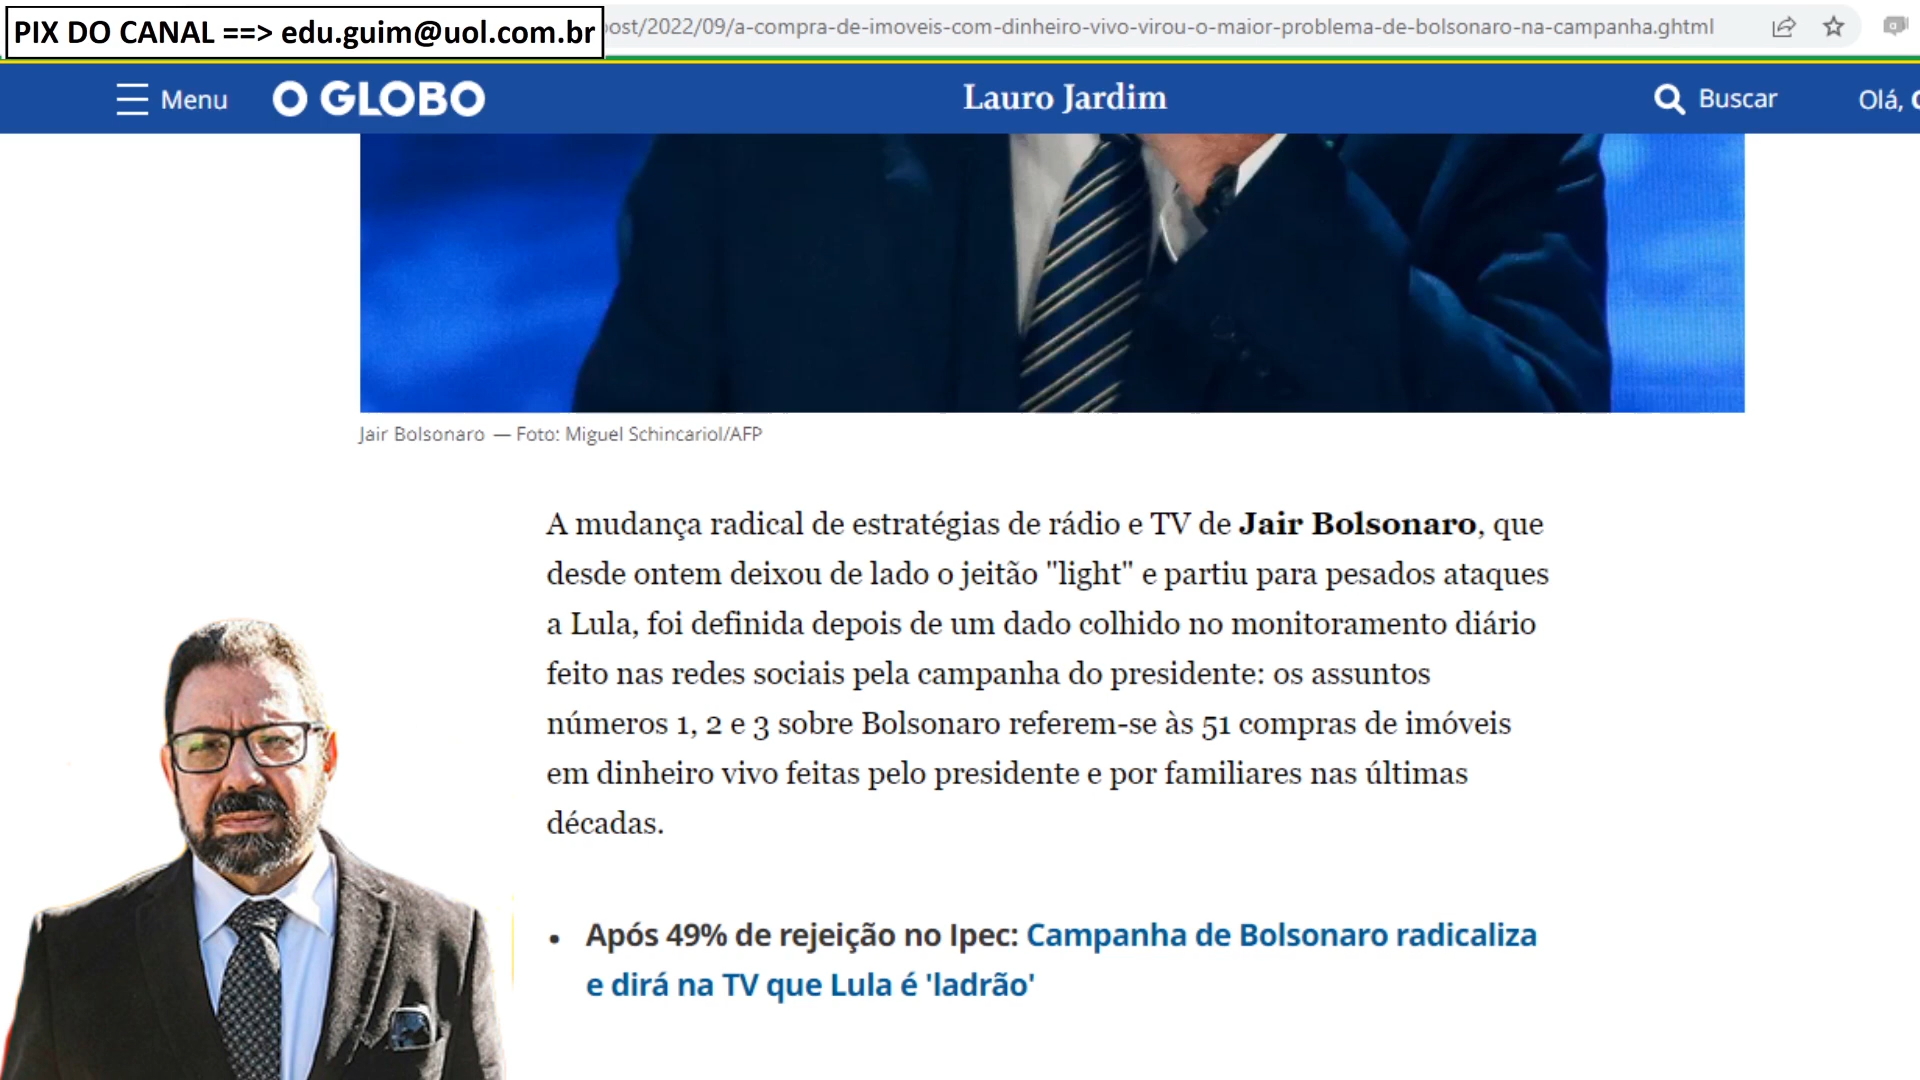 PIX DO CANAL ==> edu.guim@uol.com.br
ost/2022/09/a-compra-de-imoveis-com-dinheiro-vivo-virou-o-maior-problema-de-bolsonaro-na-campanha.ghtml
Menu
O GLOBO
Lauro Jardim
Buscar
Olá,
Jair Bolsonaro — Foto: Miguel Schincariol/AFP
A mudança radical de estratégias de rádio e TV de Jair Bolsonaro, que
desde ontem deixou de lado o jeitão "light" e partiu para pesados ataques
a Lula, foi definida depois de um dado colhido no monitoramento diário
feito nas redes sociais pela campanha do presidente: os assuntos
números 1, 2 e 3 sobre Bolsonaro referem-se às 51 compras de imóveis
em dinheiro vivo feitas pelo presidente e por familiares nas últimas
décadas.
• Após 49% de rejeição no Ipec: Campanha de Bolsonaro radicaliza
e dirá na TV que Lula é 'ladrão'